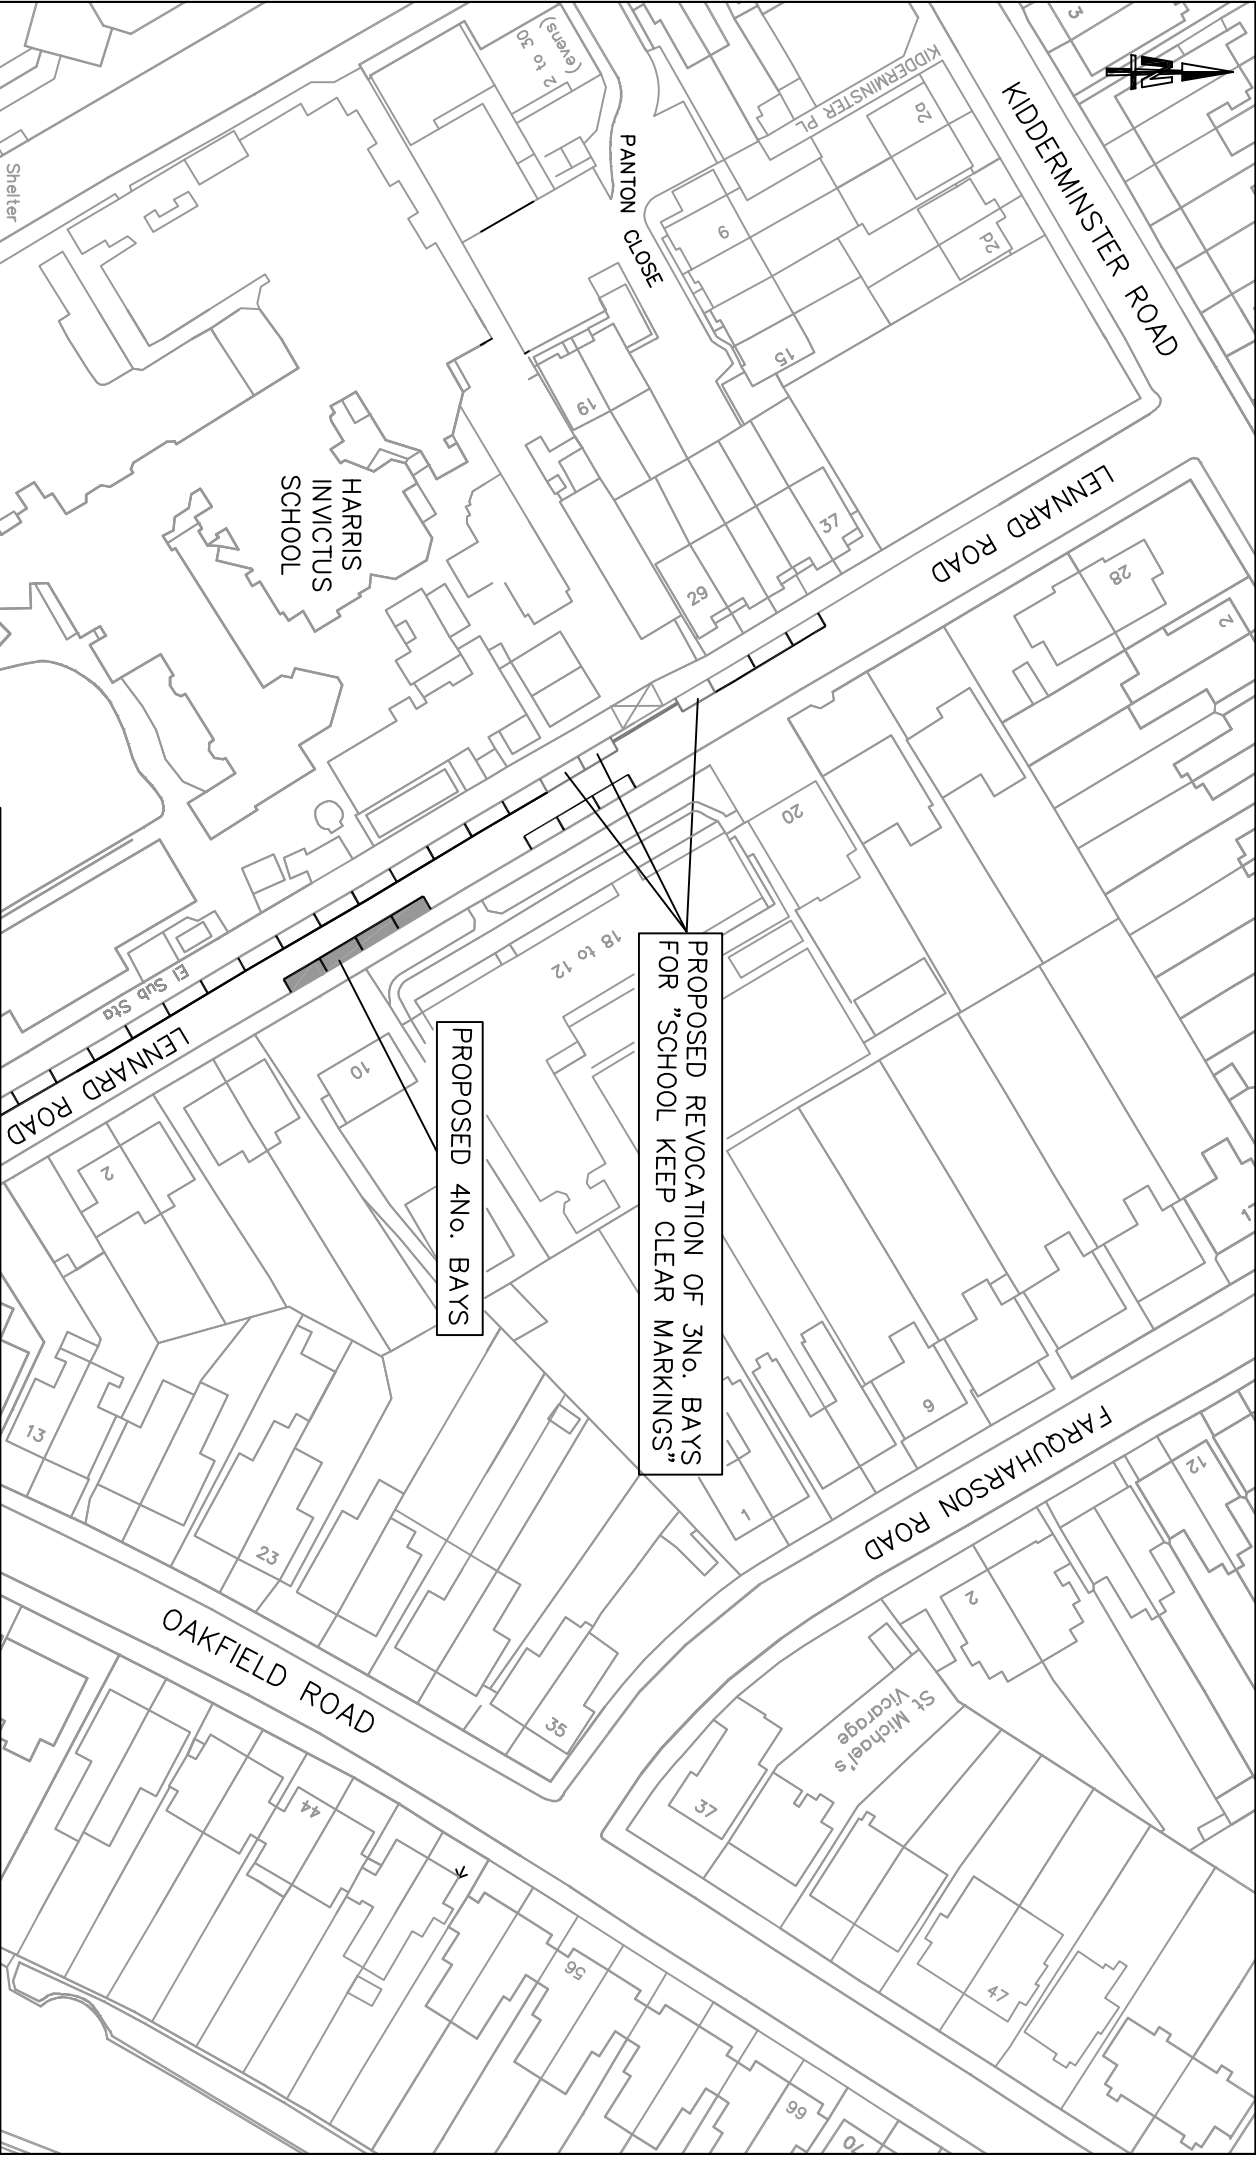 KIDDERMINSTER ROAD
3
N
KIDDERMINSTER PL
2a
2d
2 to 30
(evens)
PANTON CLOSE
9
15
19
29
37
Shelter
HARRIS
INVICTUS
SCHOOL
LENNARD ROAD
28
2
20
18 to 12
El Sub Sta
LENNARD ROAD
10
2
PROPOSED REVOCATION OF 3No. BAYS
FOR "SCHOOL KEEP CLEAR MARKINGS"
PROPOSED 4No. BAYS
FARQUHARSON ROAD
9
1
12
2
St Michael's
Vicarage
13
23
35
OAKFIELD ROAD
37
47
44
56
66
70